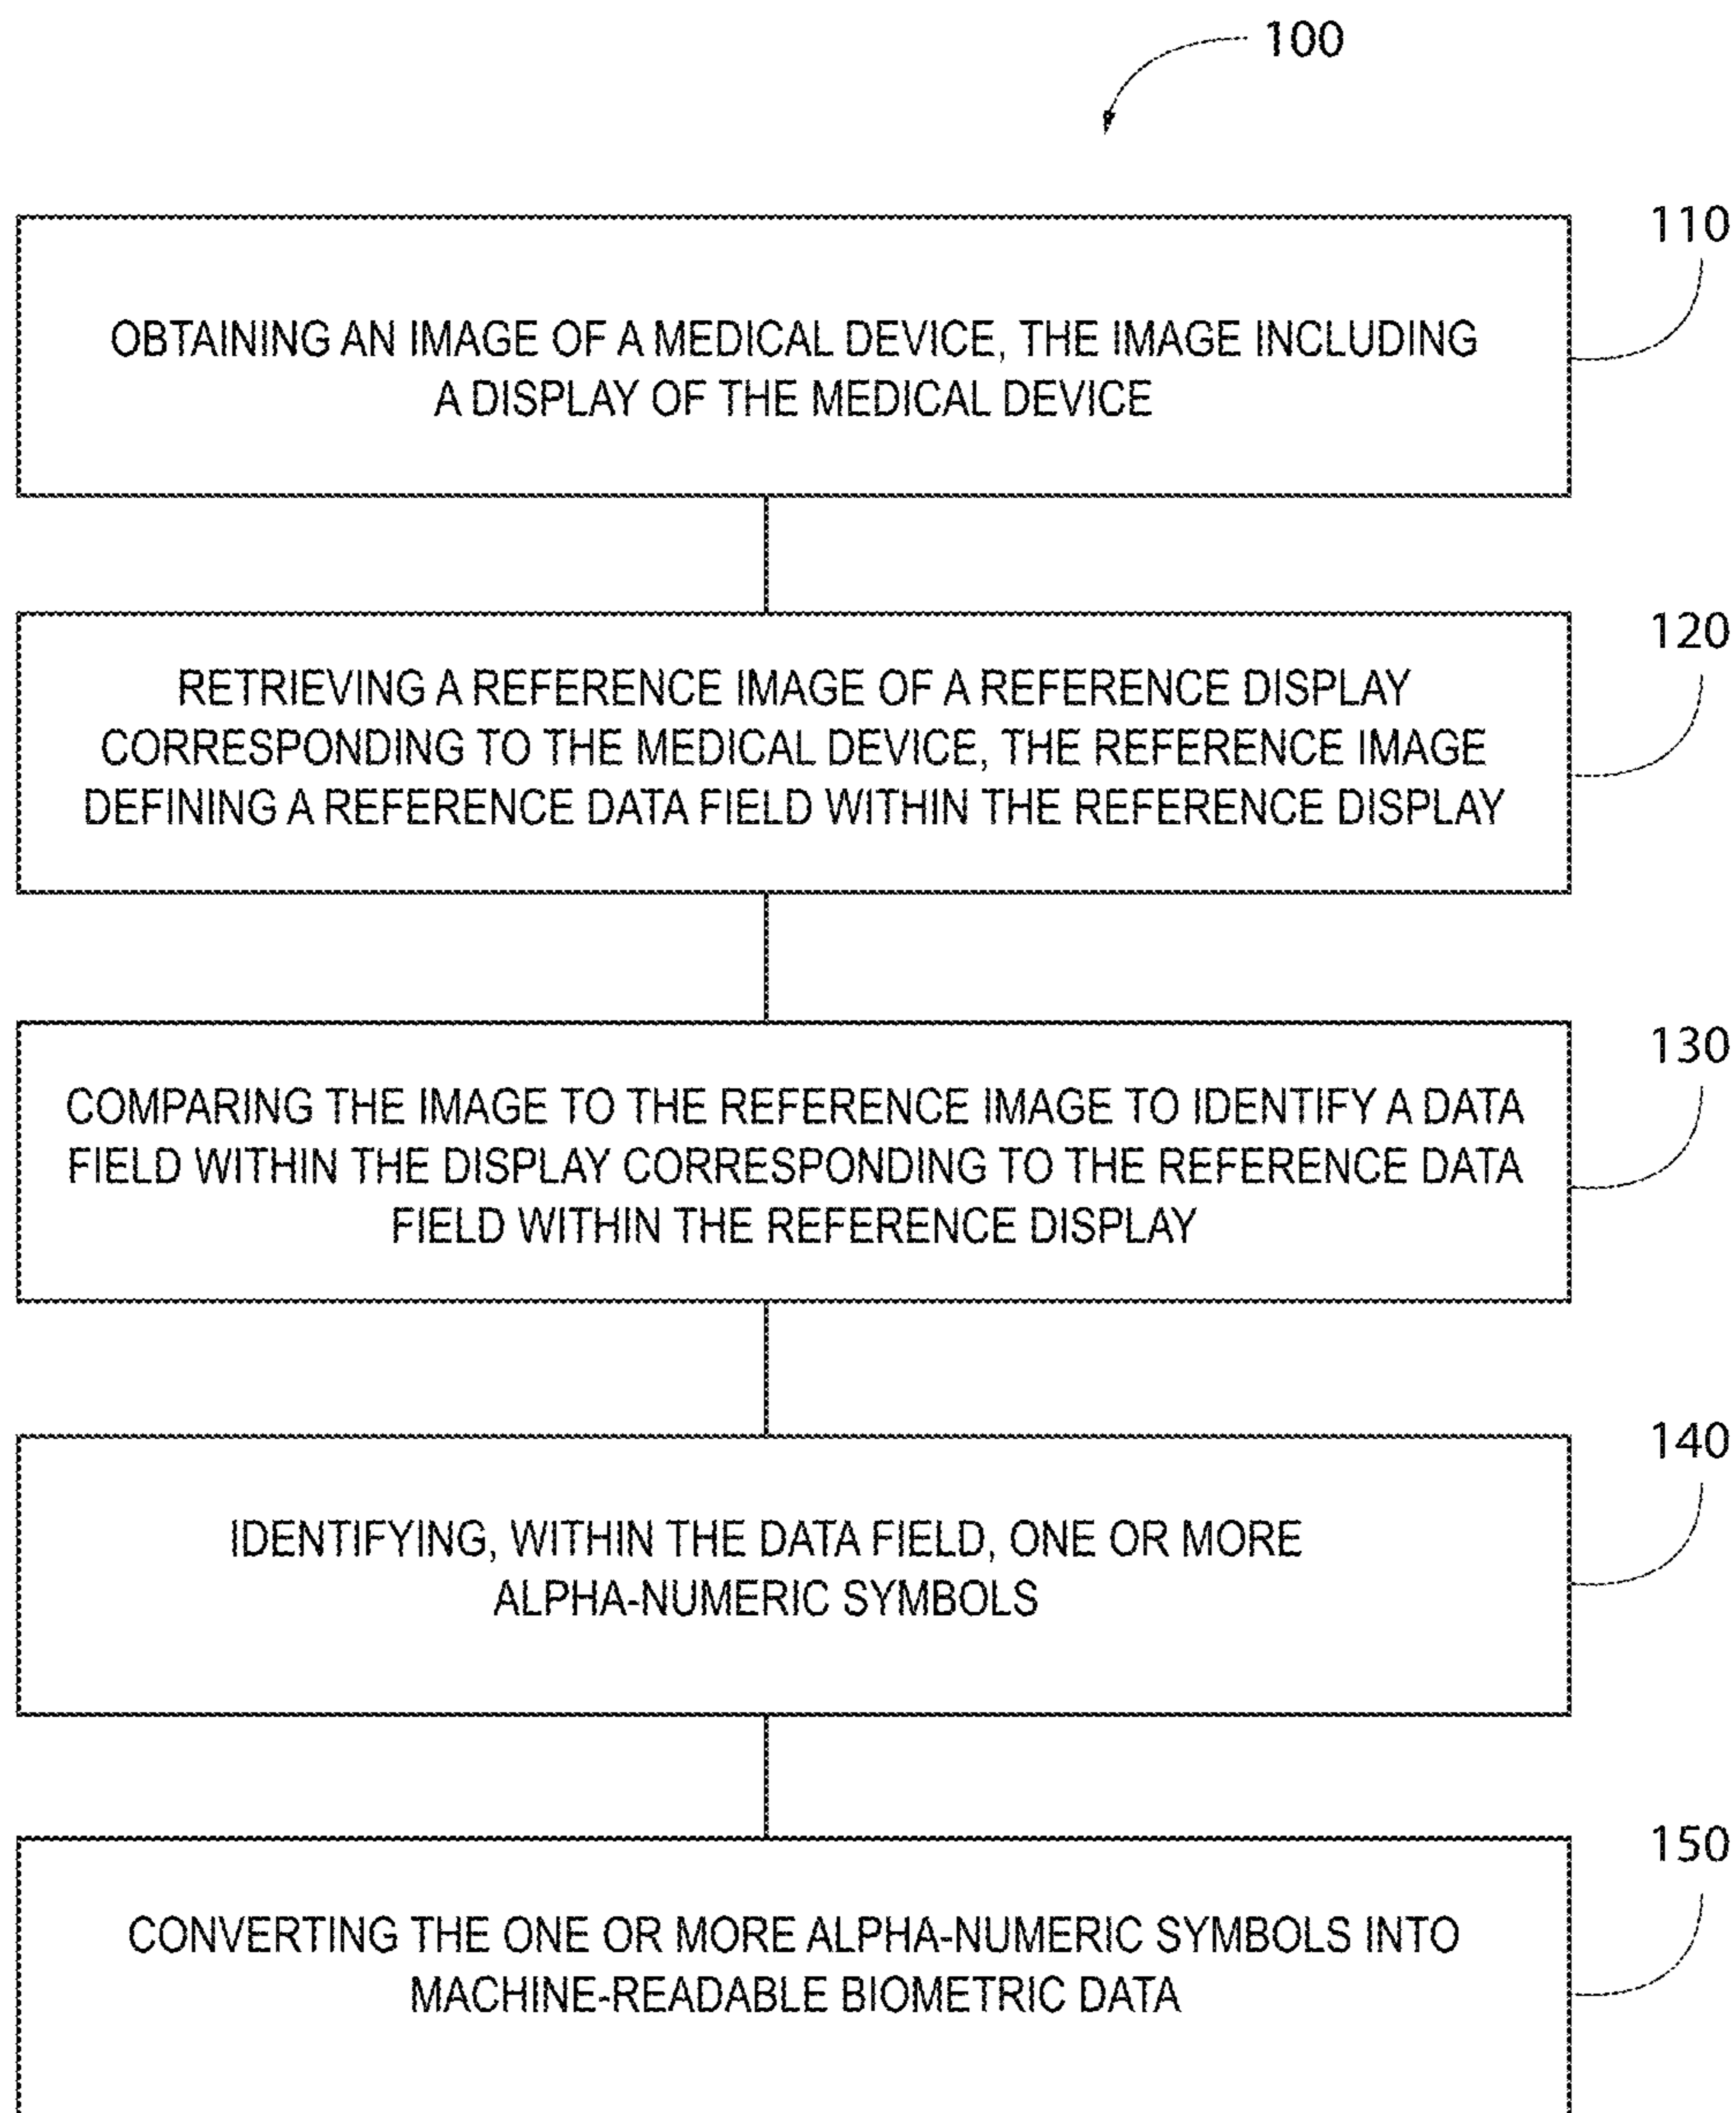 100
110
OBTAINING AN IMAGE OF A MEDICAL DEVICE, THE IMAGE INCLUDING
A DISPLAY OF THE MEDICAL DEVICE
120
RETRIEVING A REFERENCE IMAGE OF A REFERENCE DISPLAY
CORRESPONDING TO THE MEDICAL DEVICE, THE REFERENCE IMAGE
DEFINING A REFERENCE DATA FIELD WITHIN THE REFERENCE DISPLAY
130
COMPARING THE IMAGE TO THE REFERENCE IMAGE TO IDENTIFY A DATA
FIELD WITHIN THE DISPLAY CORRESPONDING TO THE REFERENCE DATA
FIELD WITHIN THE REFERENCE DISPLAY
140
IDENTIFYING, WITHIN THE DATA FIELD, ONE OR MORE
ALPHA-NUMERIC SYMBOLS
150
CONVERTING THE ONE OR MORE ALPHA-NUMERIC SYMBOLS INTO
MACHINE-READABLE BIOMETRIC DATA